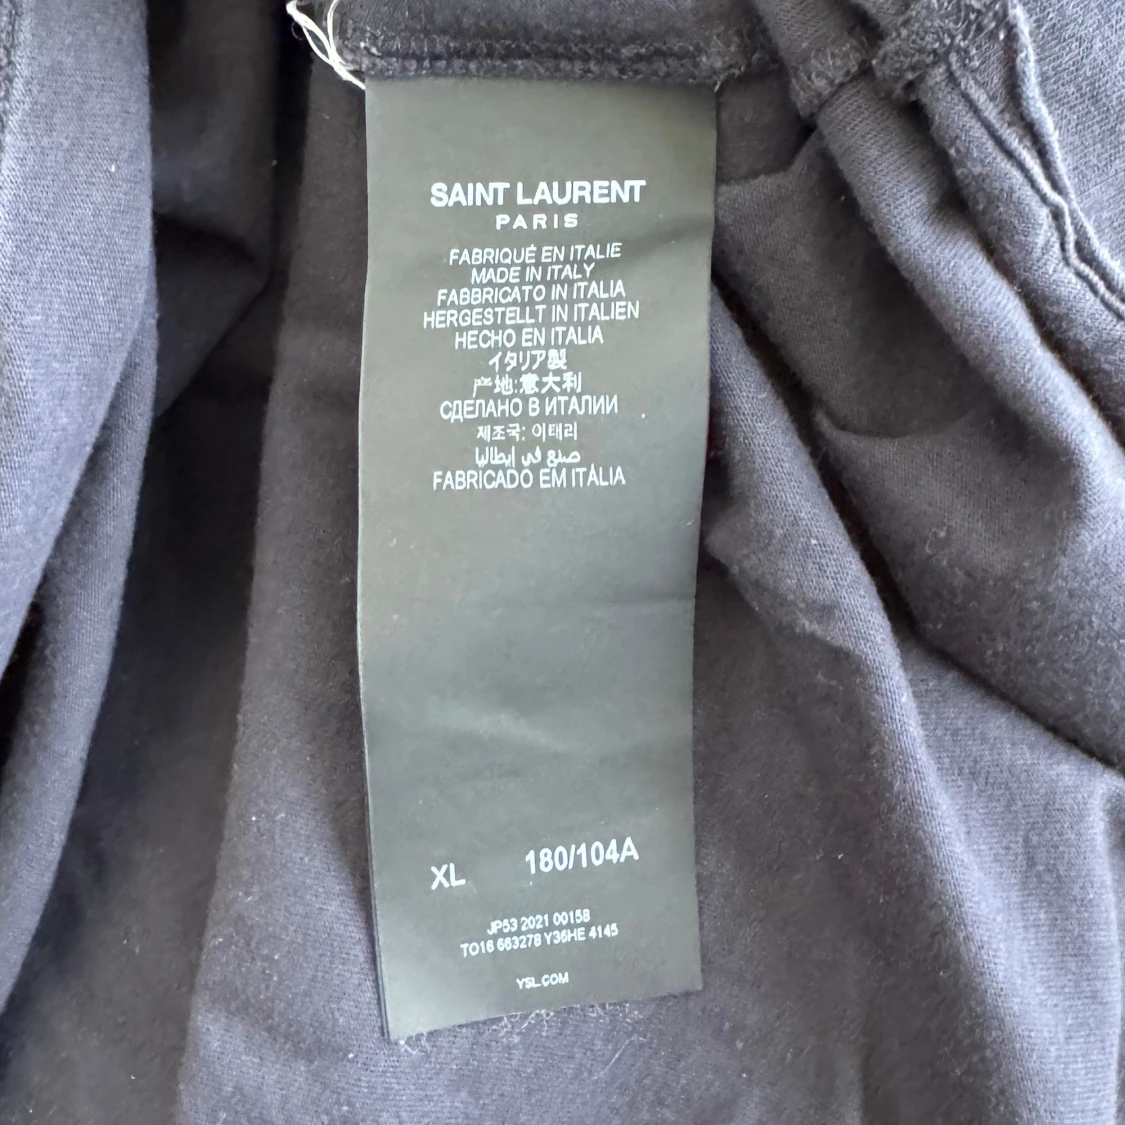 SAINT LAURENT
PARIS
FABRIQUÉ EN ITALIE
MADE IN ITALY
FABBRICATO IN ITALIA
HERGESTELLT IN ITALIEN
HECHO EN ITALIA
イタリア製
产地:意大利
СДЕЛАНО В ИТАЛИИ
제조국: 이태리
صنع في إيطاليا
FABRICADO EM ITÁLIA
XL 180/104A
JP53 2021 00158
TO16 663278 Y36HE 4145
YSL.COM